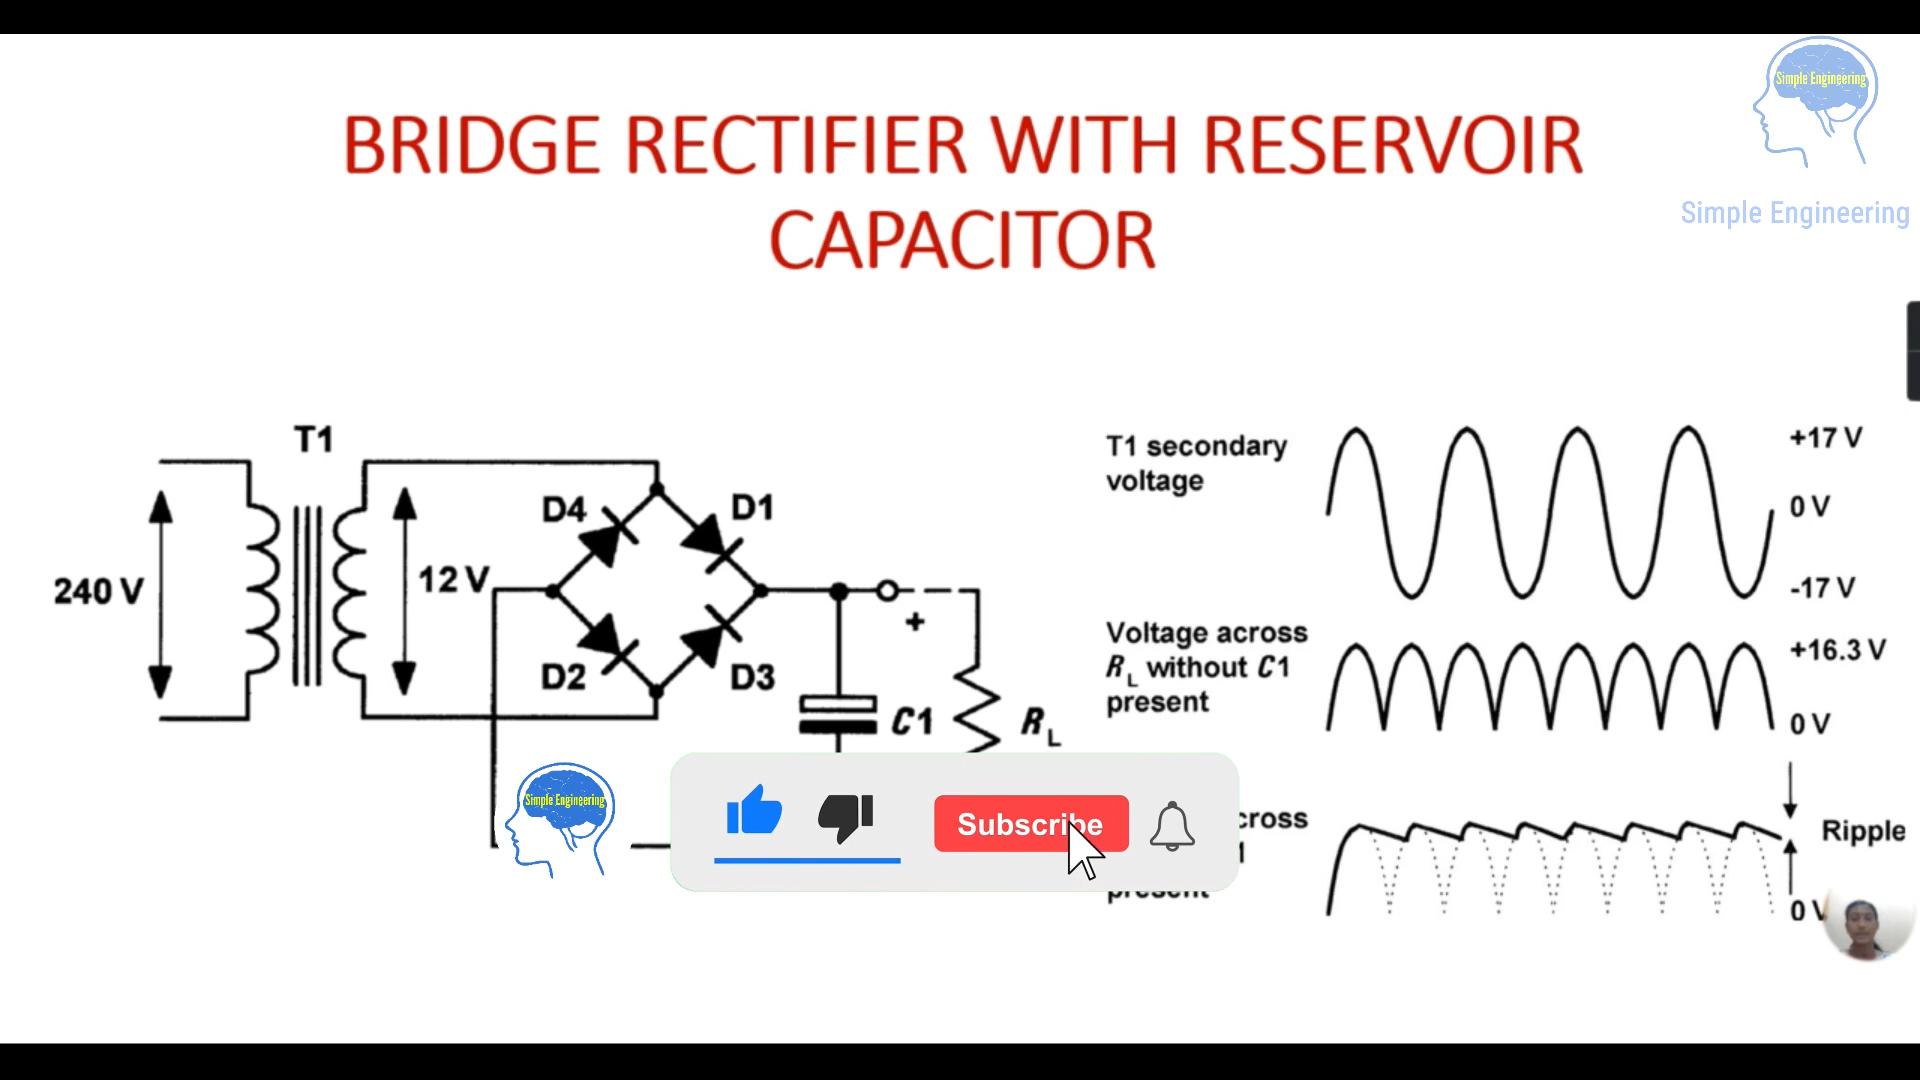 Simple Engineering
Simple Engineering
BRIDGE RECTIFIER WITH RESERVOIR
CAPACITOR
T1
240 V
12 V
D4
D1
D2
D3
+
C1
RL
T1 secondary
voltage
+17 V
0 V
-17 V
Voltage across
RL without C1
present
+16.3 V
0 V
cross
present
Ripple
0 V
Simple Engineering
Subscribe